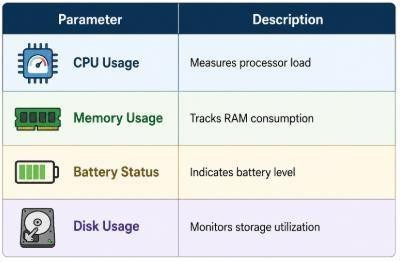 Parameter Description
CPU Usage Measures processor load
Memory Usage Tracks RAM consumption
Battery Status Indicates battery level
Disk Usage Monitors storage utilization